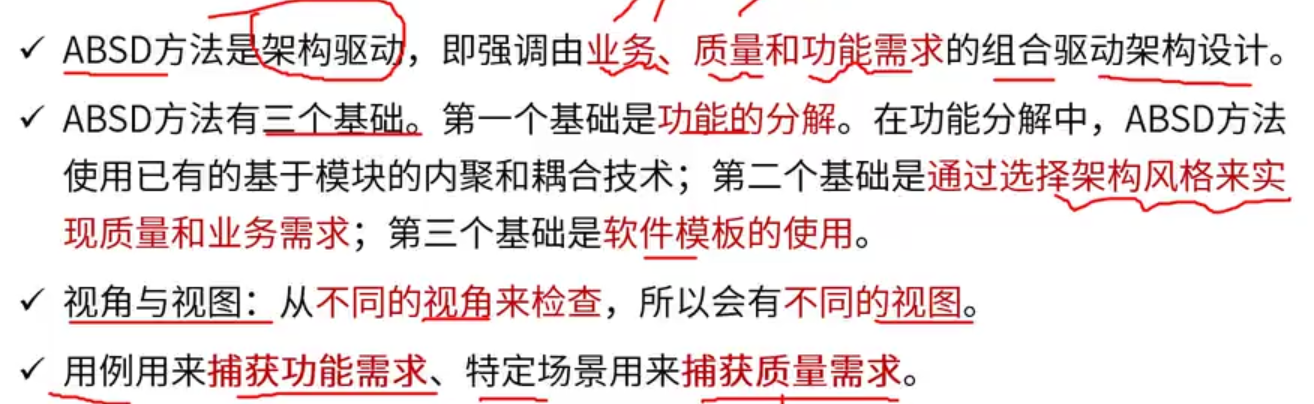 ✓ ABSD方法是架构驱动，即强调由业务、质量和功能需求的组合驱动架构设计。
✓ ABSD方法有三个基础。第一个基础是功能的分解。在功能分解中，ABSD方法
使用已有的基于模块的内聚和耦合技术；第二个基础是通过选择架构风格来实
现质量和业务需求；第三个基础是软件模板的使用。
✓ 视角与视图：从不同的视角来检查，所以会有不同的视图。
✓ 用例用来捕获功能需求、特定场景用来捕获质量需求。